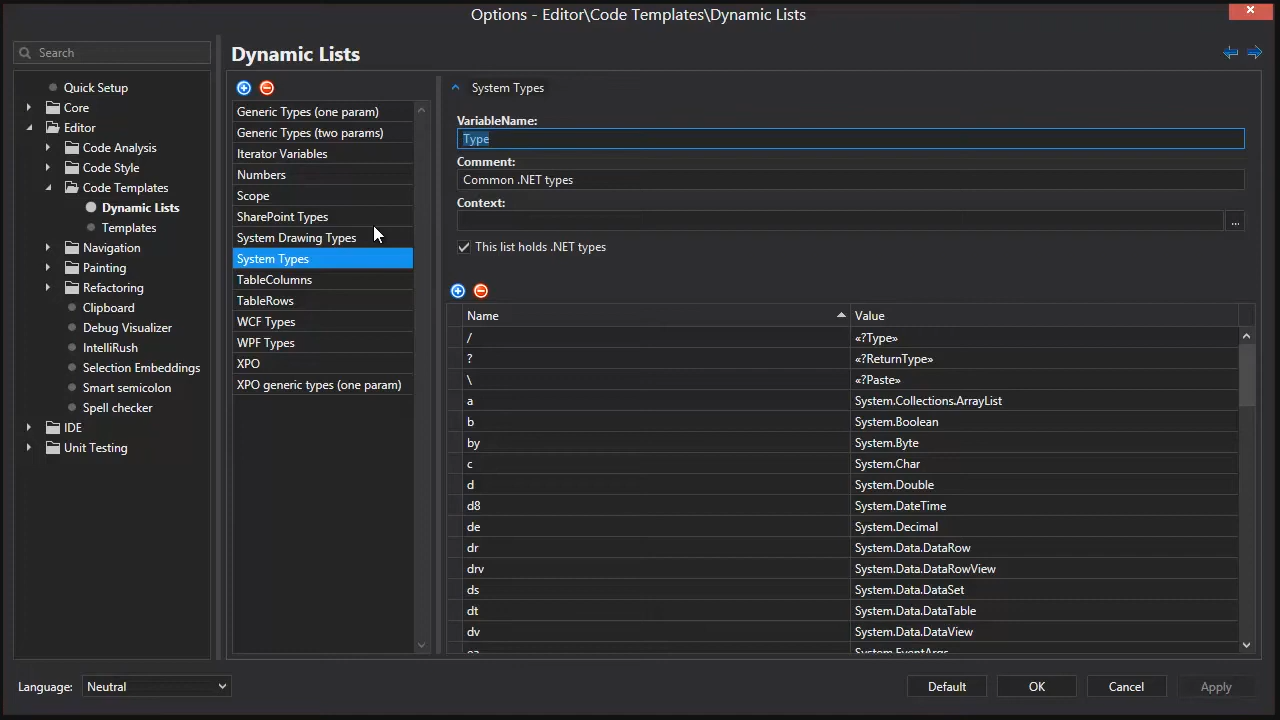 Options - Editor\Code Templates\Dynamic Lists
Search
Quick Setup
Core
Editor
Code Analysis
Code Style
Code Templates
Dynamic Lists
Templates
Navigation
Painting
Refactoring
Clipboard
Debug Visualizer
IntelliRush
Selection Embeddings
Smart semicolon
Spell checker
IDE
Unit Testing
Dynamic Lists
Generic Types (one param)
Generic Types (two params)
Iterator Variables
Numbers
Scope
SharePoint Types
System Drawing Types
System Types
TableColumns
TableRows
WCF Types
WPF Types
XPO
XPO generic types (one param)
System Types
VariableName:
Type
Comment:
Common .NET types
Context:
...
This list holds .NET types
Name Value
/ «?Type»
? «?ReturnType»
\ «?Paste»
a System.Collections.ArrayList
b System.Boolean
by System.Byte
c System.Char
d System.Double
d8 System.DateTime
de System.Decimal
dr System.Data.DataRow
drv System.Data.DataRowView
ds System.Data.DataSet
dt System.Data.DataTable
dv System.Data.DataView
ea System.EventArgs
Language: Neutral
Default OK Cancel Apply